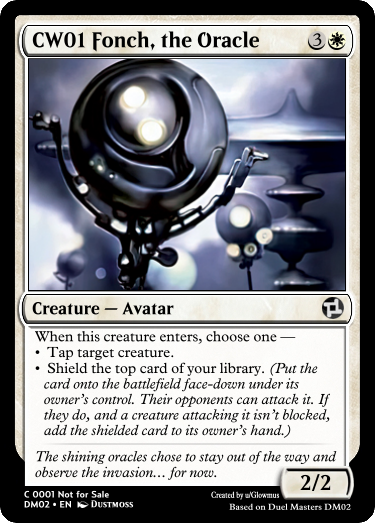 CW01 Fonch, the Oracle 3
Creature — Avatar
When this creature enters, choose one —
• Tap target creature.
• Shield the top card of your library. (Put the
card onto the battlefield face-down under its
owner's control. Their opponents can attack it. If
they do, and a creature attacking it isn't blocked,
add the shielded card to its owner's hand.)
The shining oracles chose to stay out of the way and
observe the invasion… for now.
2/2
C 0001 Not for Sale
DM02 • EN Dustmoss
Created by u/Glowmus
Based on Duel Masters DM02